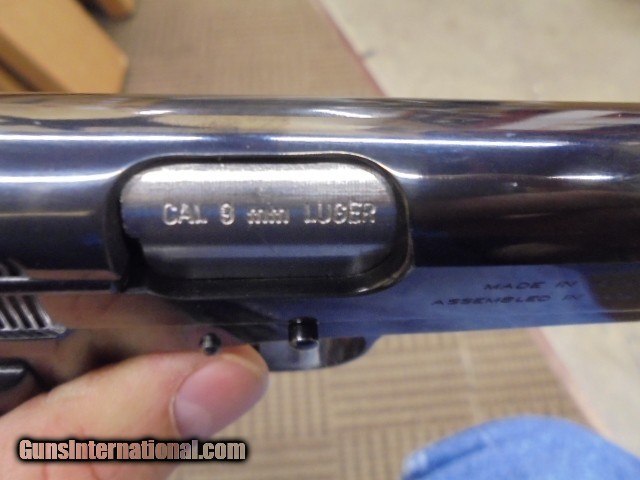 CAL 9 mm LUGER
MADE IN
ASSEMBLED IN
GunsInternational.com